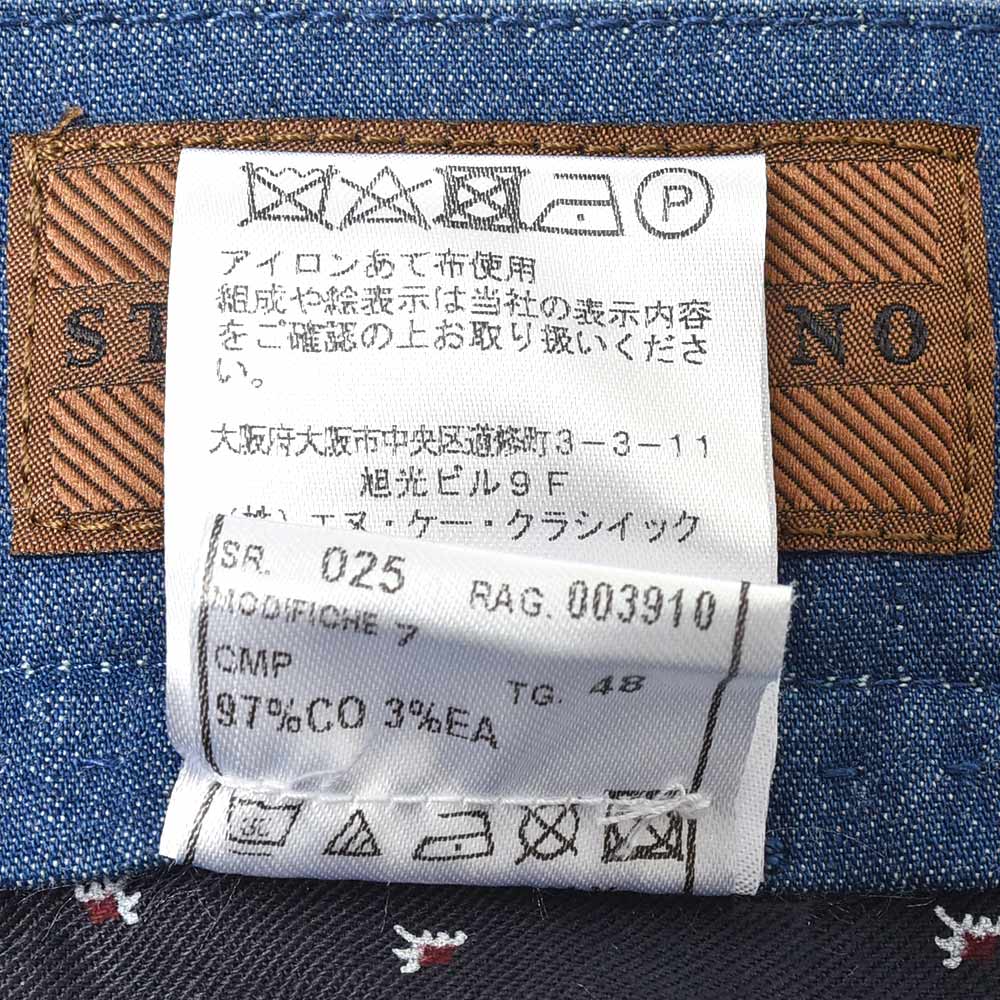 P
アイロンあて布使用
組成や絵表示は当社の表示内容
をご確認の上お取り扱いくださ
い。
ST NO
大阪府大阪市中央区道修町3-3-11
旭光ビル9F
(株)エヌ・ケー・クラシイック
SR. 025 RAG. 003910
MODIFICHE 7
CMP TG. 48
97%CO 3%EA